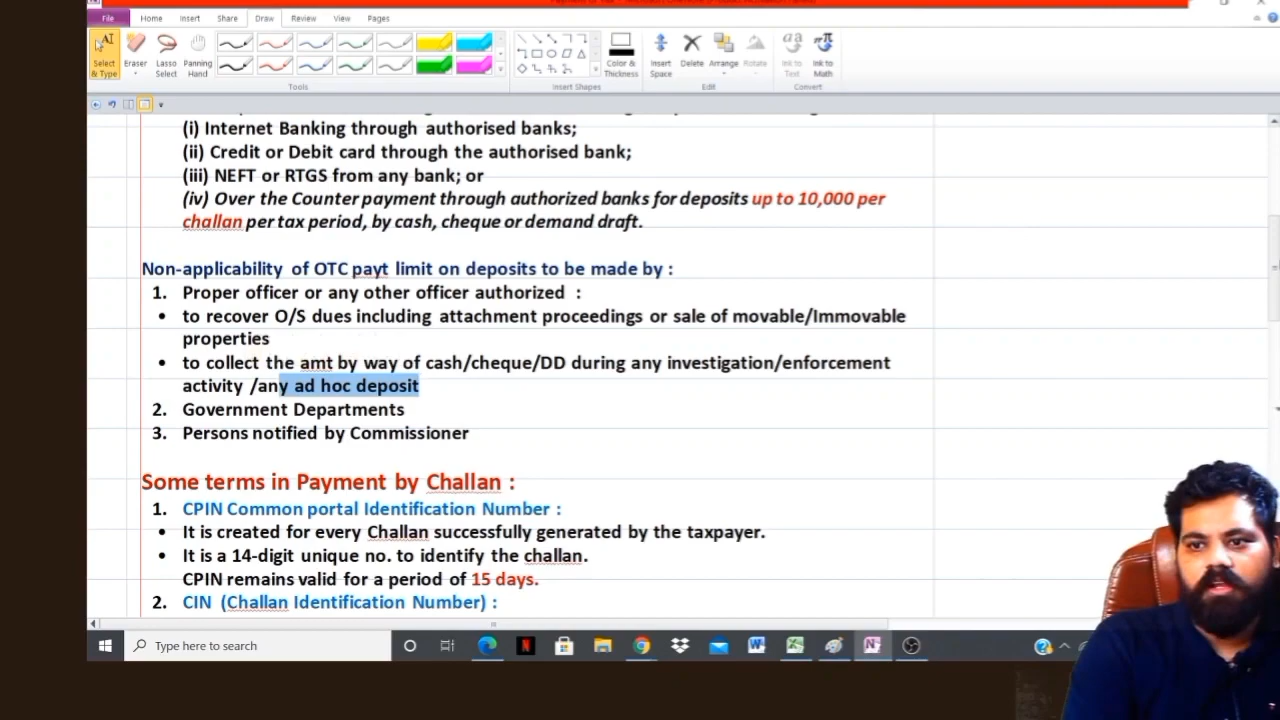 File Home Insert Share Draw Review View Pages
Select & Type
Eraser
Lasso Select
Panning Hand
Color & Thickness
Insert Space
Delete
Arrange
Rotate
Ink to Text
Ink to Math
Tools
Insert Shapes
Edit
Convert
(i) Internet Banking through authorised banks;
(ii) Credit or Debit card through the authorised bank;
(iii) NEFT or RTGS from any bank; or
(iv) Over the Counter payment through authorized banks for deposits up to 10,000 per
challan per tax period, by cash, cheque or demand draft.
Non-applicability of OTC payt limit on deposits to be made by :
1. Proper officer or any other officer authorized :
• to recover O/S dues including attachment proceedings or sale of movable/Immovable
properties
• to collect the amt by way of cash/cheque/DD during any investigation/enforcement
activity /any ad hoc deposit
2. Government Departments
3. Persons notified by Commissioner
Some terms in Payment by Challan :
1. CPIN Common portal Identification Number :
• It is created for every Challan successfully generated by the taxpayer.
• It is a 14-digit unique no. to identify the challan.
CPIN remains valid for a period of 15 days.
2. CIN (Challan Identification Number) :
Type here to search